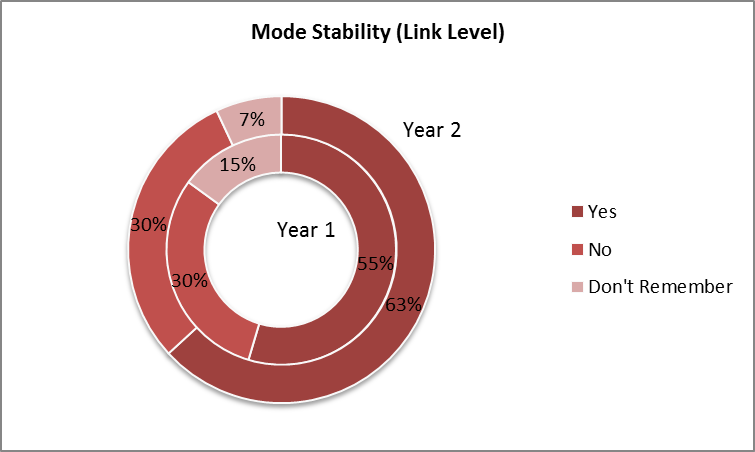 Mode Stability (Link Level)
7%
Year 2
15%
30%
Year 1
55%
30%
63%
Yes
No
Don't Remember